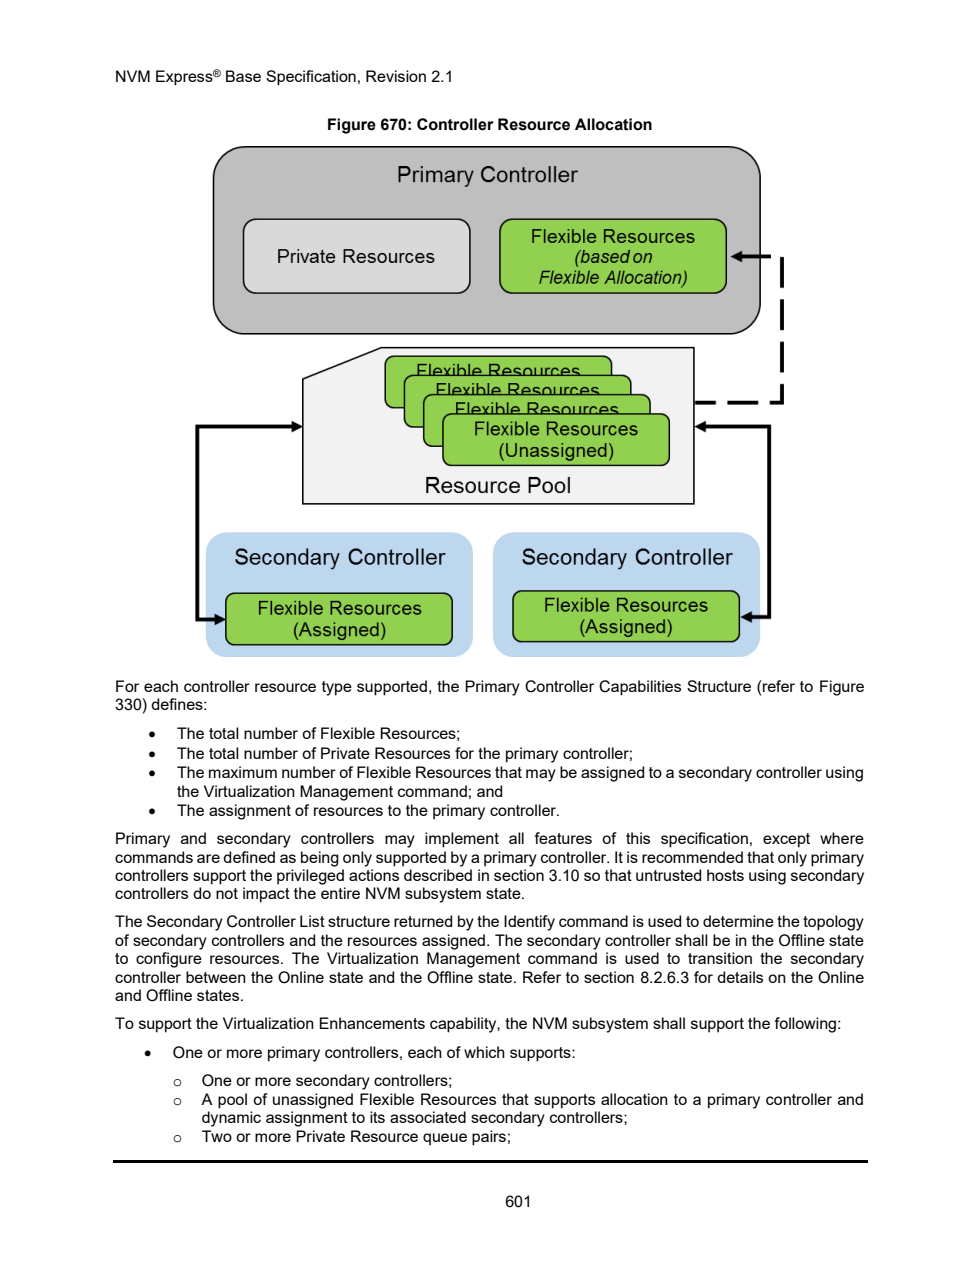 NVM Express® Base Specification, Revision 2.1
Figure 670: Controller Resource Allocation
Primary Controller
Private Resources
Flexible Resources
(based on
Flexible Allocation)
Flexible Resources
Flexible Resources
Flexible Resources
Flexible Resources
(Unassigned)
Resource Pool
Secondary Controller
Flexible Resources
(Assigned)
Secondary Controller
Flexible Resources
(Assigned)
For each controller resource type supported, the Primary Controller Capabilities Structure (refer to Figure
330) defines:
• The total number of Flexible Resources;
• The total number of Private Resources for the primary controller;
• The maximum number of Flexible Resources that may be assigned to a secondary controller using
the Virtualization Management command; and
• The assignment of resources to the primary controller.
Primary and secondary controllers may implement all features of this specification, except where
commands are defined as being only supported by a primary controller. It is recommended that only primary
controllers support the privileged actions described in section 3.10 so that untrusted hosts using secondary
controllers do not impact the entire NVM subsystem state.
The Secondary Controller List structure returned by the Identify command is used to determine the topology
of secondary controllers and the resources assigned. The secondary controller shall be in the Offline state
to configure resources. The Virtualization Management command is used to transition the secondary
controller between the Online state and the Offline state. Refer to section 8.2.6.3 for details on the Online
and Offline states.
To support the Virtualization Enhancements capability, the NVM subsystem shall support the following:
• One or more primary controllers, each of which supports:
o One or more secondary controllers;
o A pool of unassigned Flexible Resources that supports allocation to a primary controller and
dynamic assignment to its associated secondary controllers;
o Two or more Private Resource queue pairs;
601